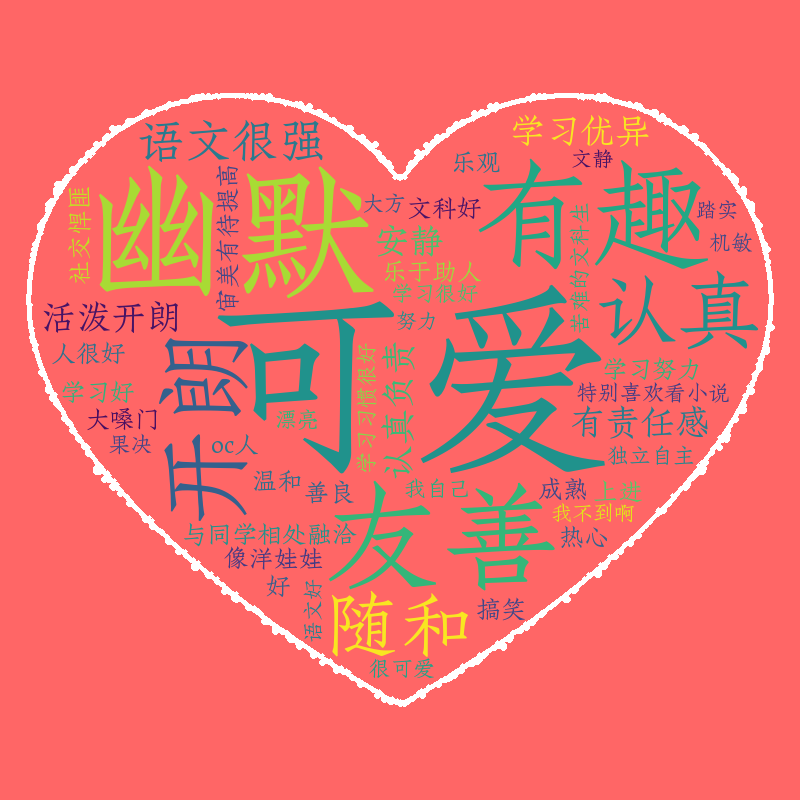 语文很强
学习优异
乐观
文静
有趣
幽默
社交悍匪
审美有待提高
大方
文科好
踏实
机敏
安静
乐于助人
学习很好
苦难的文科生
认真
活泼开朗
努力
可爱
人很好
开朗
学习习惯很好
认真负责
学习努力
学习好
特别喜欢看小说
大嗓门
漂亮
有责任感
果决
oc人
独立自主
温和
善良
我自己
成熟
上进
友善
我不到啊
与同学相处融洽
热心
像洋娃娃
好
语文好
随和
搞笑
很可爱